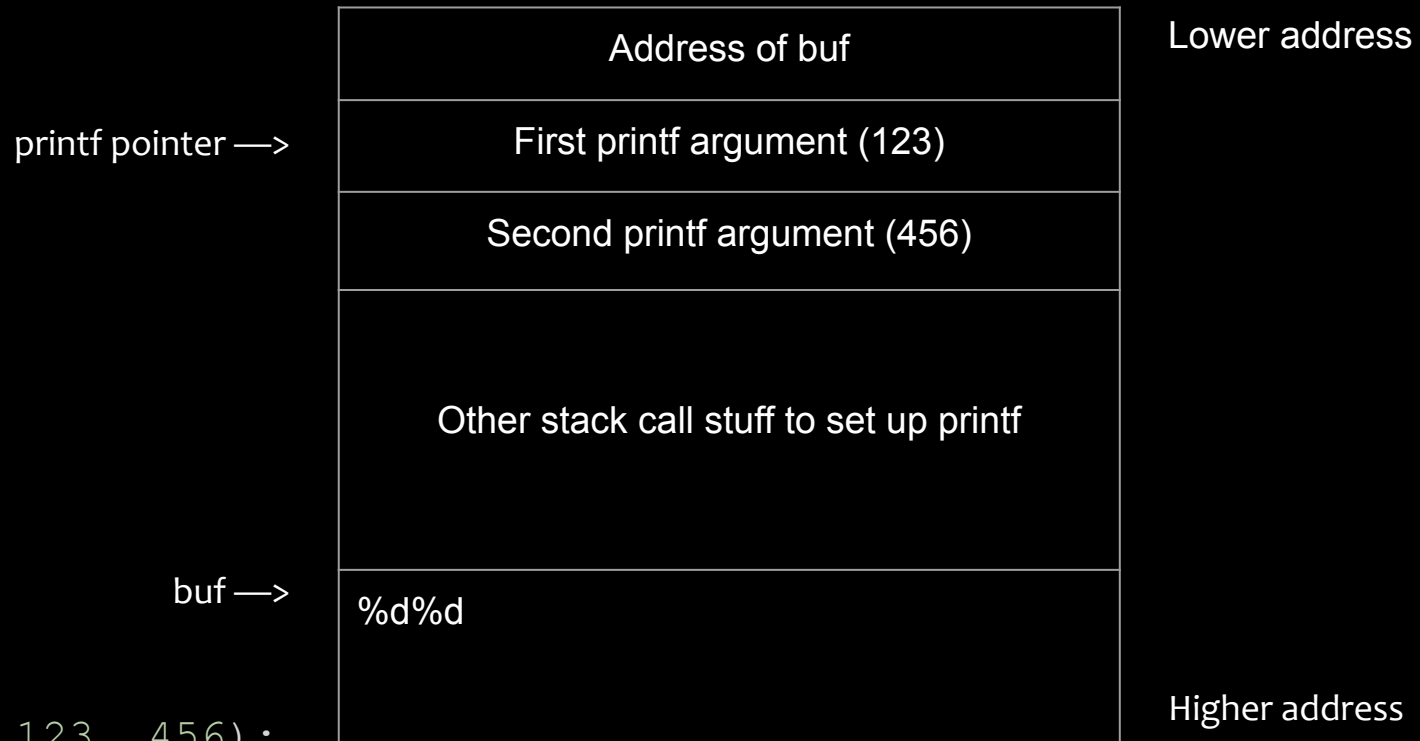 Address of buf
Lower address
printf pointer —>
First printf argument (123)
Second printf argument (456)
Other stack call stuff to set up printf
buf —>
%d%d
Higher address
123, 456);